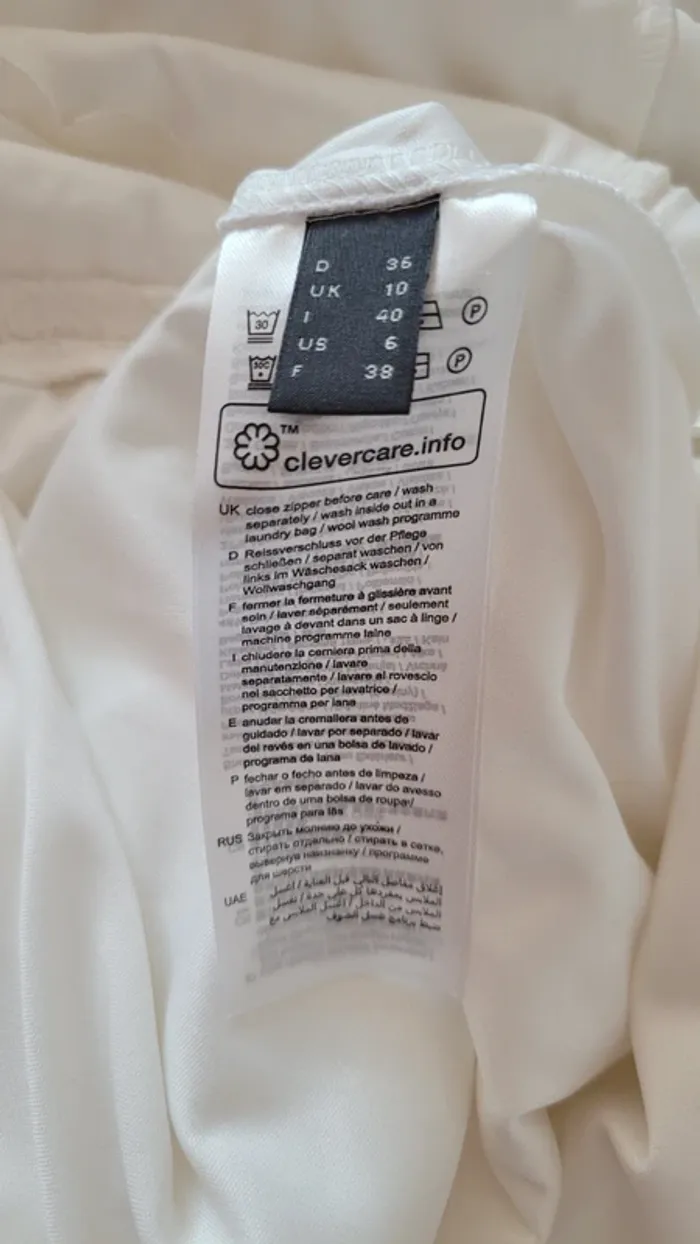 D 36
UK 10
I 40
US 6
F 38
30
30C
P
P
TM
clevercare.info
UK close zipper before care / wash
separately / wash inside out in a
laundry bag / wool wash programme
D Reissverschluss vor der Pflege
schließen / separat waschen / von
links im Wäschesack waschen /
Wollwaschgang
F fermer la fermeture à glissière avant
soin / laver séparément / seulement
lavage à devant dans un sac à linge /
machine programme laine
I chiudere la cerniera prima della
manutenzione / lavare
separatamente / lavare al rovescio
nel sacchetto per lavatrice /
programma per lana
E anudar la cremallera antes de
guidado / lavar por separado / lavar
del revés en una bolsa de lavado /
programa de lana
P fechar o fecho antes de limpeza /
lavar em separado / lavar do avesso
dentro de uma bolsa de roupa/
programa para lãs
RUS Закрыть молнию до ухожи /
стирать отдельно / стирать в сетке,
вывернув наизнанку / программа
для шерсти
UAE